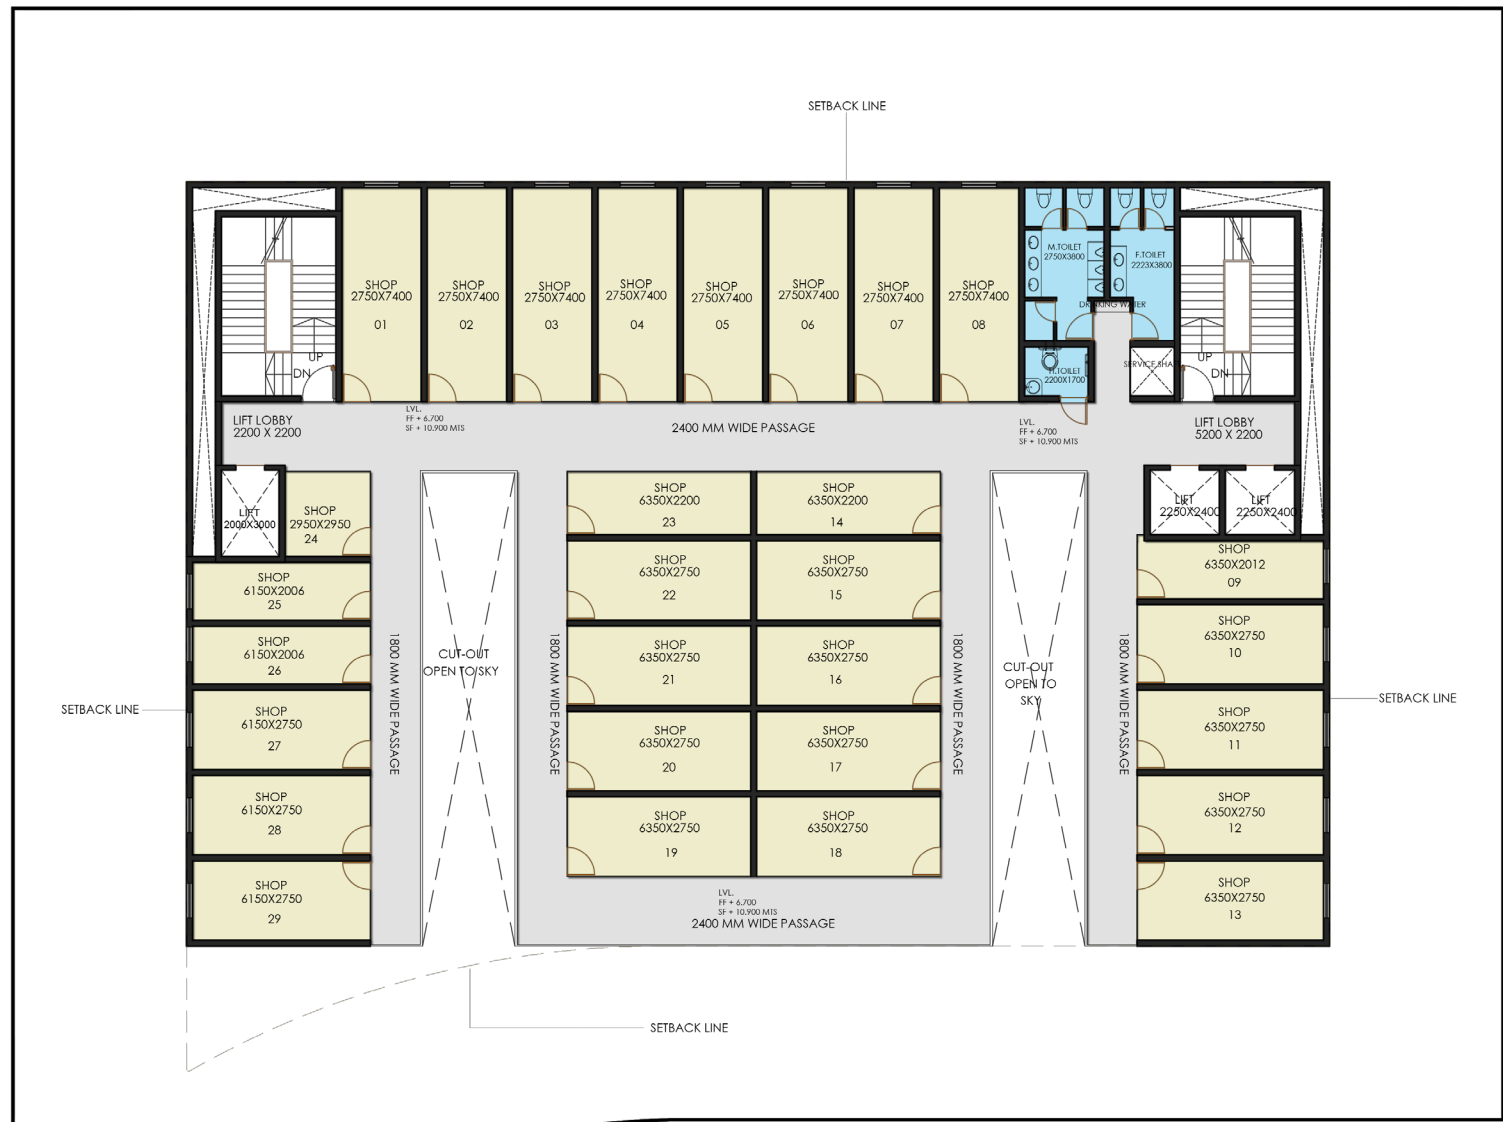 SETBACK LINE
SHOP
2750X7400
01
SHOP
2750X7400
02
SHOP
2750X7400
03
SHOP
2750X7400
04
SHOP
2750X7400
05
SHOP
2750X7400
06
SHOP
2750X7400
07
SHOP
2750X7400
08
M.TOILET
2750X3800
F.TOILET
2223X3800
DRINKING WATER
H.TOILET
2200X1700
SERVICE SHAFT
UP
DN
UP
DN
LIFT LOBBY
2200 X 2200
LVL.
FF + 6.700
SF + 10.900 MTS
2400 MM WIDE PASSAGE
LVL.
FF + 6.700
SF + 10.900 MTS
LIFT LOBBY
5200 X 2200
LIFT
2000X3000
SHOP
2950X2950
24
SHOP
6350X2200
23
SHOP
6350X2200
14
LIFT
2250X2400
LIFT
2250X2400
SHOP
6150X2006
25
SHOP
6350X2750
22
SHOP
6350X2750
15
SHOP
6350X2012
09
SHOP
6150X2006
26
SHOP
6350X2750
21
SHOP
6350X2750
16
SHOP
6350X2750
10
1800 MM WIDE PASSAGE
CUT-OUT
OPEN TO SKY
1800 MM WIDE PASSAGE
1800 MM WIDE PASSAGE
CUT-OUT
OPEN TO
SKY
1800 MM WIDE PASSAGE
SETBACK LINE
SETBACK LINE
SHOP
6150X2750
27
SHOP
6350X2750
20
SHOP
6350X2750
17
SHOP
6350X2750
11
SHOP
6150X2750
28
SHOP
6350X2750
19
SHOP
6350X2750
18
SHOP
6350X2750
12
SHOP
6150X2750
29
SHOP
6350X2750
13
LVL.
FF + 6.700
SF + 10.900 MTS
2400 MM WIDE PASSAGE
SETBACK LINE